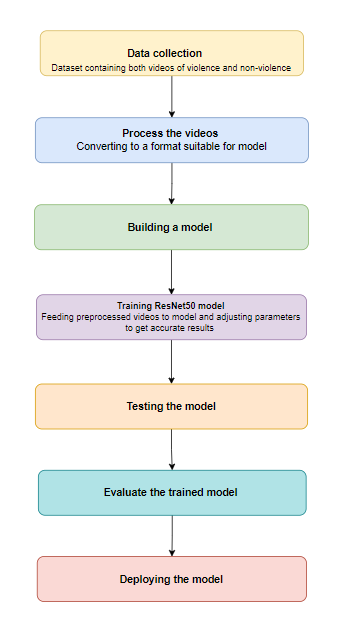 Data collection
Dataset containing both videos of violence and non-violence
Process the videos
Converting to a format suitable for model
Building a model
Training ResNet50 model
Feeding preprocessed videos to model and adjusting parameters
to get accurate results
Testing the model
Evaluate the trained model
Deploying the model